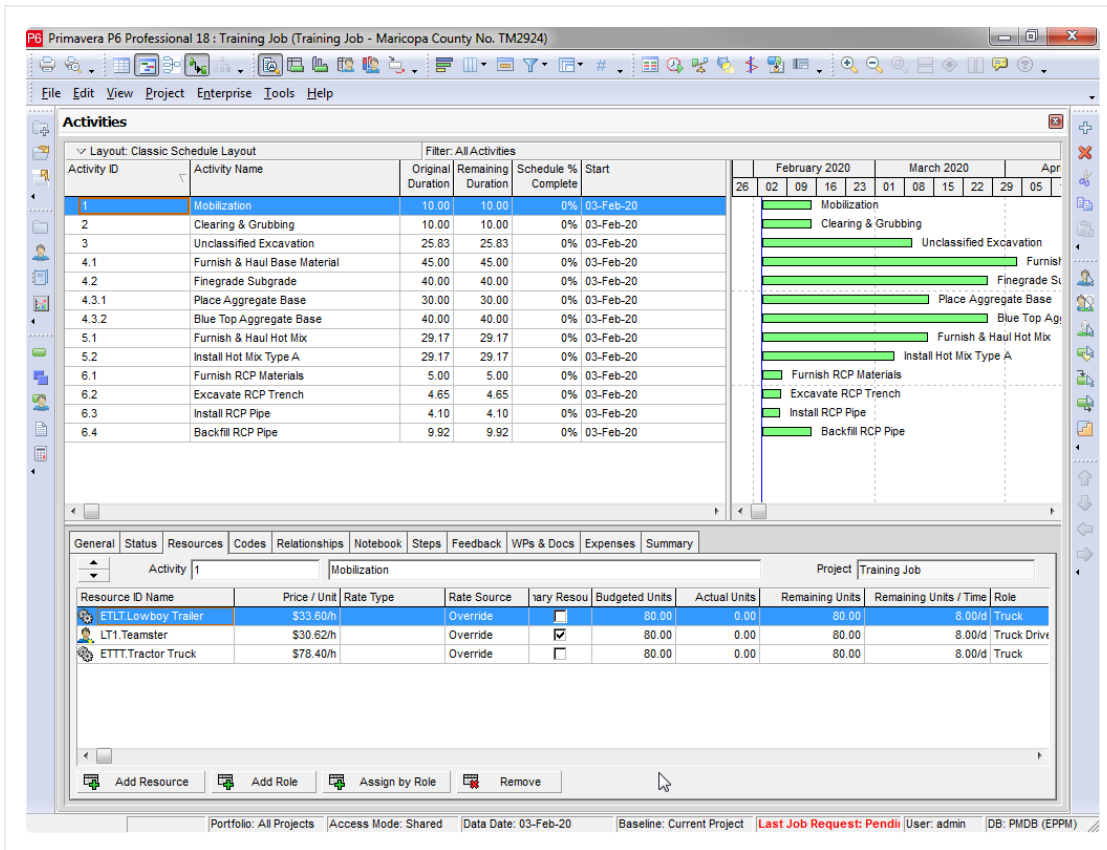 P6 Primavera P6 Professional 18 : Training Job (Training Job - Maricopa County No. TM2924)
File Edit View Project Enterprise Tools Help
Activities
Layout: Classic Schedule Layout Filter: All Activities
Activity ID Activity Name Original Duration Remaining Duration Schedule % Complete Start
February 2020 March 2020 Apr
26 02 09 16 23 01 08 15 22 29 05
1 Mobilization 10.00 10.00 0% 03-Feb-20 Mobilization
2 Clearing & Grubbing 10.00 10.00 0% 03-Feb-20 Clearing & Grubbing
3 Unclassified Excavation 25.83 25.83 0% 03-Feb-20 Unclassified Excavation
4.1 Furnish & Haul Base Material 45.00 45.00 0% 03-Feb-20 Furnish
4.2 Finegrade Subgrade 40.00 40.00 0% 03-Feb-20 Finegrade Su
4.3.1 Place Aggregate Base 30.00 30.00 0% 03-Feb-20 Place Aggregate Base
4.3.2 Blue Top Aggregate Base 40.00 40.00 0% 03-Feb-20 Blue Top Agg
5.1 Furnish & Haul Hot Mix 29.17 29.17 0% 03-Feb-20 Furnish & Haul Hot Mix
5.2 Install Hot Mix Type A 29.17 29.17 0% 03-Feb-20 Install Hot Mix Type A
6.1 Furnish RCP Materials 5.00 5.00 0% 03-Feb-20 Furnish RCP Materials
6.2 Excavate RCP Trench 4.65 4.65 0% 03-Feb-20 Excavate RCP Trench
6.3 Install RCP Pipe 4.10 4.10 0% 03-Feb-20 Install RCP Pipe
6.4 Backfill RCP Pipe 9.92 9.92 0% 03-Feb-20 Backfill RCP Pipe
General Status Resources Codes Relationships Notebook Steps Feedback WPs & Docs Expenses Summary
Activity 1 Mobilization Project Training Job
Resource ID Name Price / Unit Rate Type Rate Source nary Resou Budgeted Units Actual Units Remaining Units Remaining Units / Time Role
ETLT.Lowboy Trailer $33.60/h Override 80.00 0.00 80.00 8.00/d Truck
LT1.Teamster $30.62/h Override 80.00 0.00 80.00 8.00/d Truck Drive
ETTT.Tractor Truck $78.40/h Override 80.00 0.00 80.00 8.00/d Truck
Add Resource Add Role Assign by Role Remove
Portfolio: All Projects Access Mode: Shared Data Date: 03-Feb-20 Baseline: Current Project Last Job Request: Pendi User: admin DB: PMDB (EPPM)